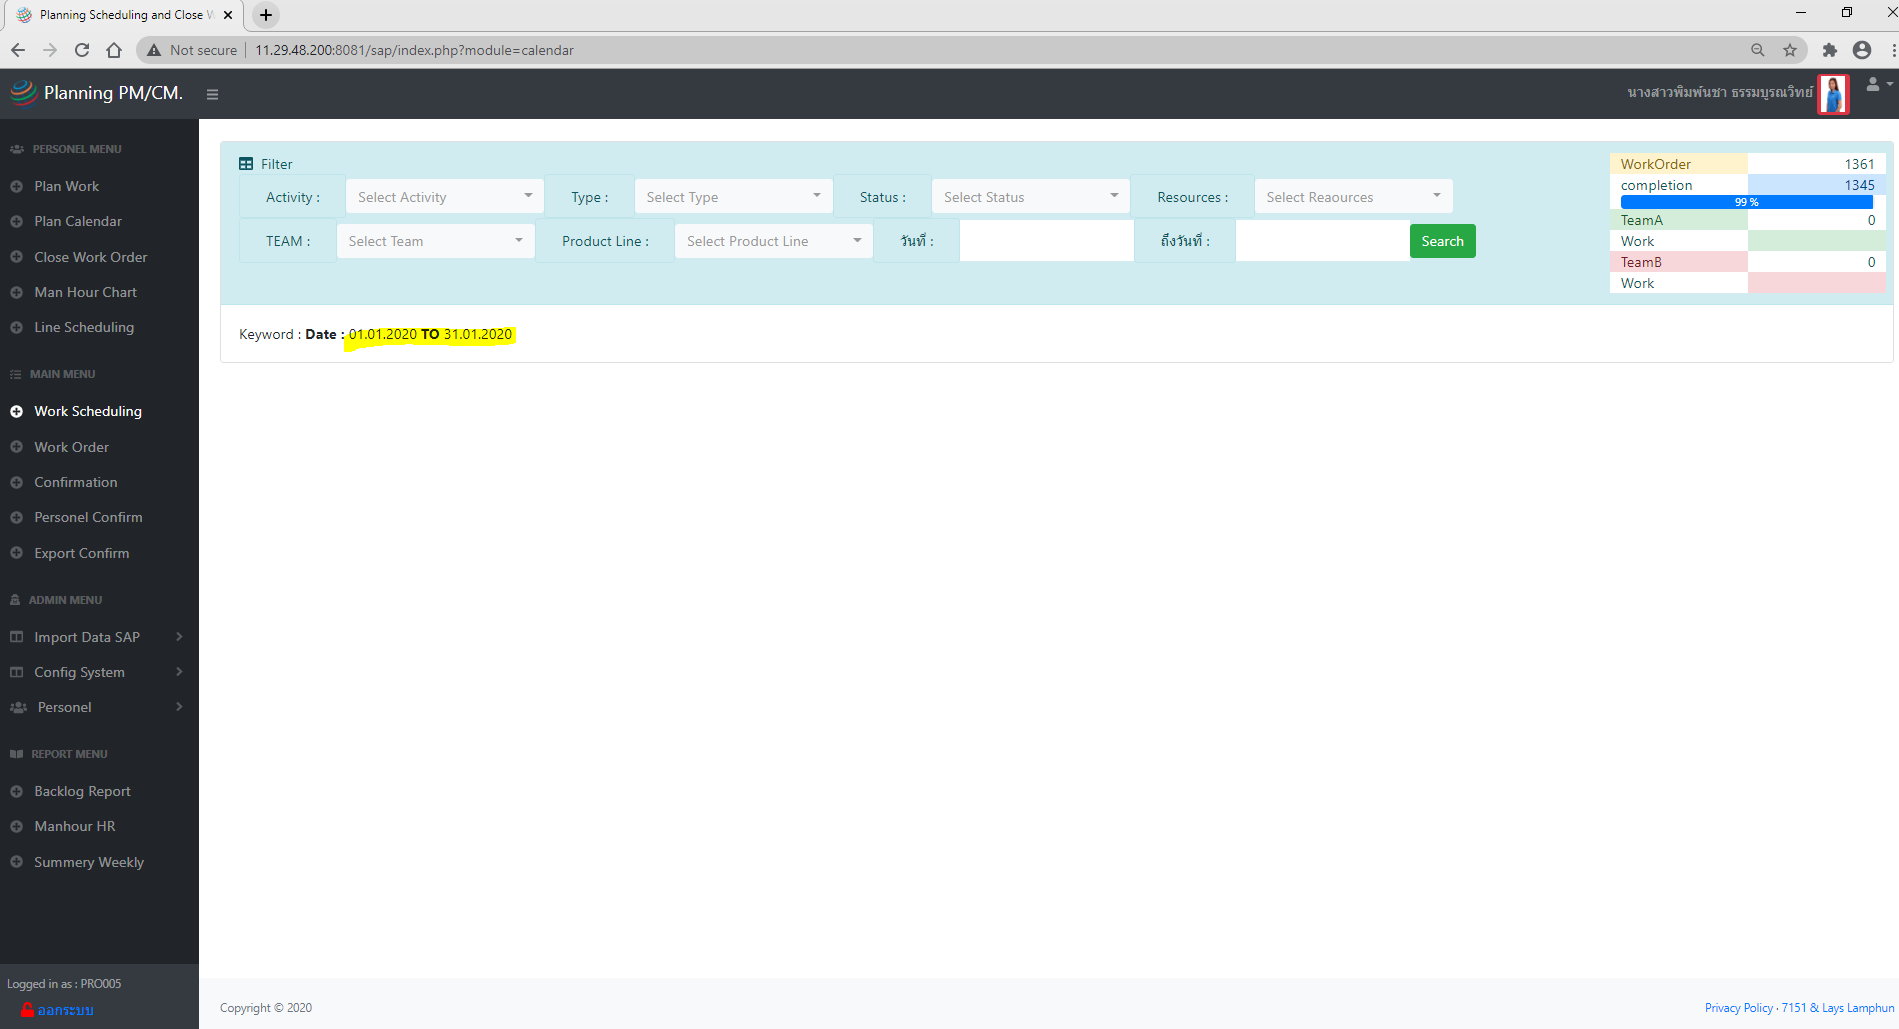 Planning Scheduling and Close W
Not secure 11.29.48.200:8081/sap/index.php?module=calendar
Planning PM/CM.
นางสาวพิมพ์นชา ธรรมบูรณวิทย์
PERSONEL MENU
Plan Work
Plan Calendar
Close Work Order
Man Hour Chart
Line Scheduling
MAIN MENU
Work Scheduling
Work Order
Confirmation
Personel Confirm
Export Confirm
ADMIN MENU
Import Data SAP
Config System
Personel
REPORT MENU
Backlog Report
Manhour HR
Summery Weekly
Logged in as : PRO005
ออกระบบ
Filter
Activity : Select Activity Type : Select Type Status : Select Status Resources : Select Reaources
TEAM : Select Team Product Line : Select Product Line วันที่ : ถึงวันที่ : Search
WorkOrder 1361
completion 1345
99 %
TeamA 0
Work
TeamB 0
Work
Keyword : Date : 01.01.2020 TO 31.01.2020
Copyright © 2020
Privacy Policy · 7151 & Lays Lamphun